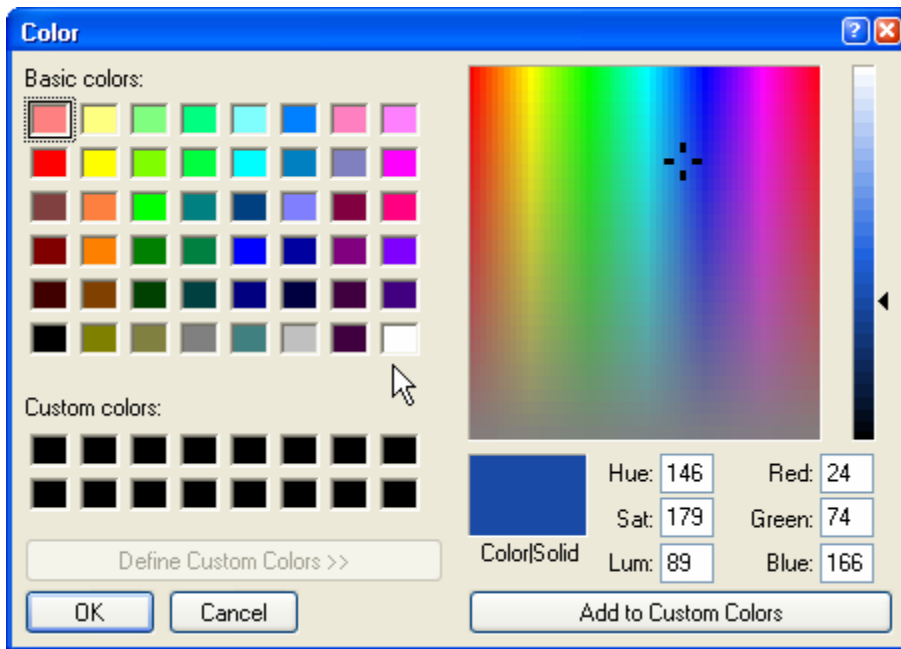 Color
Basic colors:
Custom colors:
Define Custom Colors >>
OK Cancel
Color|Solid
Hue: 146 Red: 24
Sat: 179 Green: 74
Lum: 89 Blue: 166
Add to Custom Colors